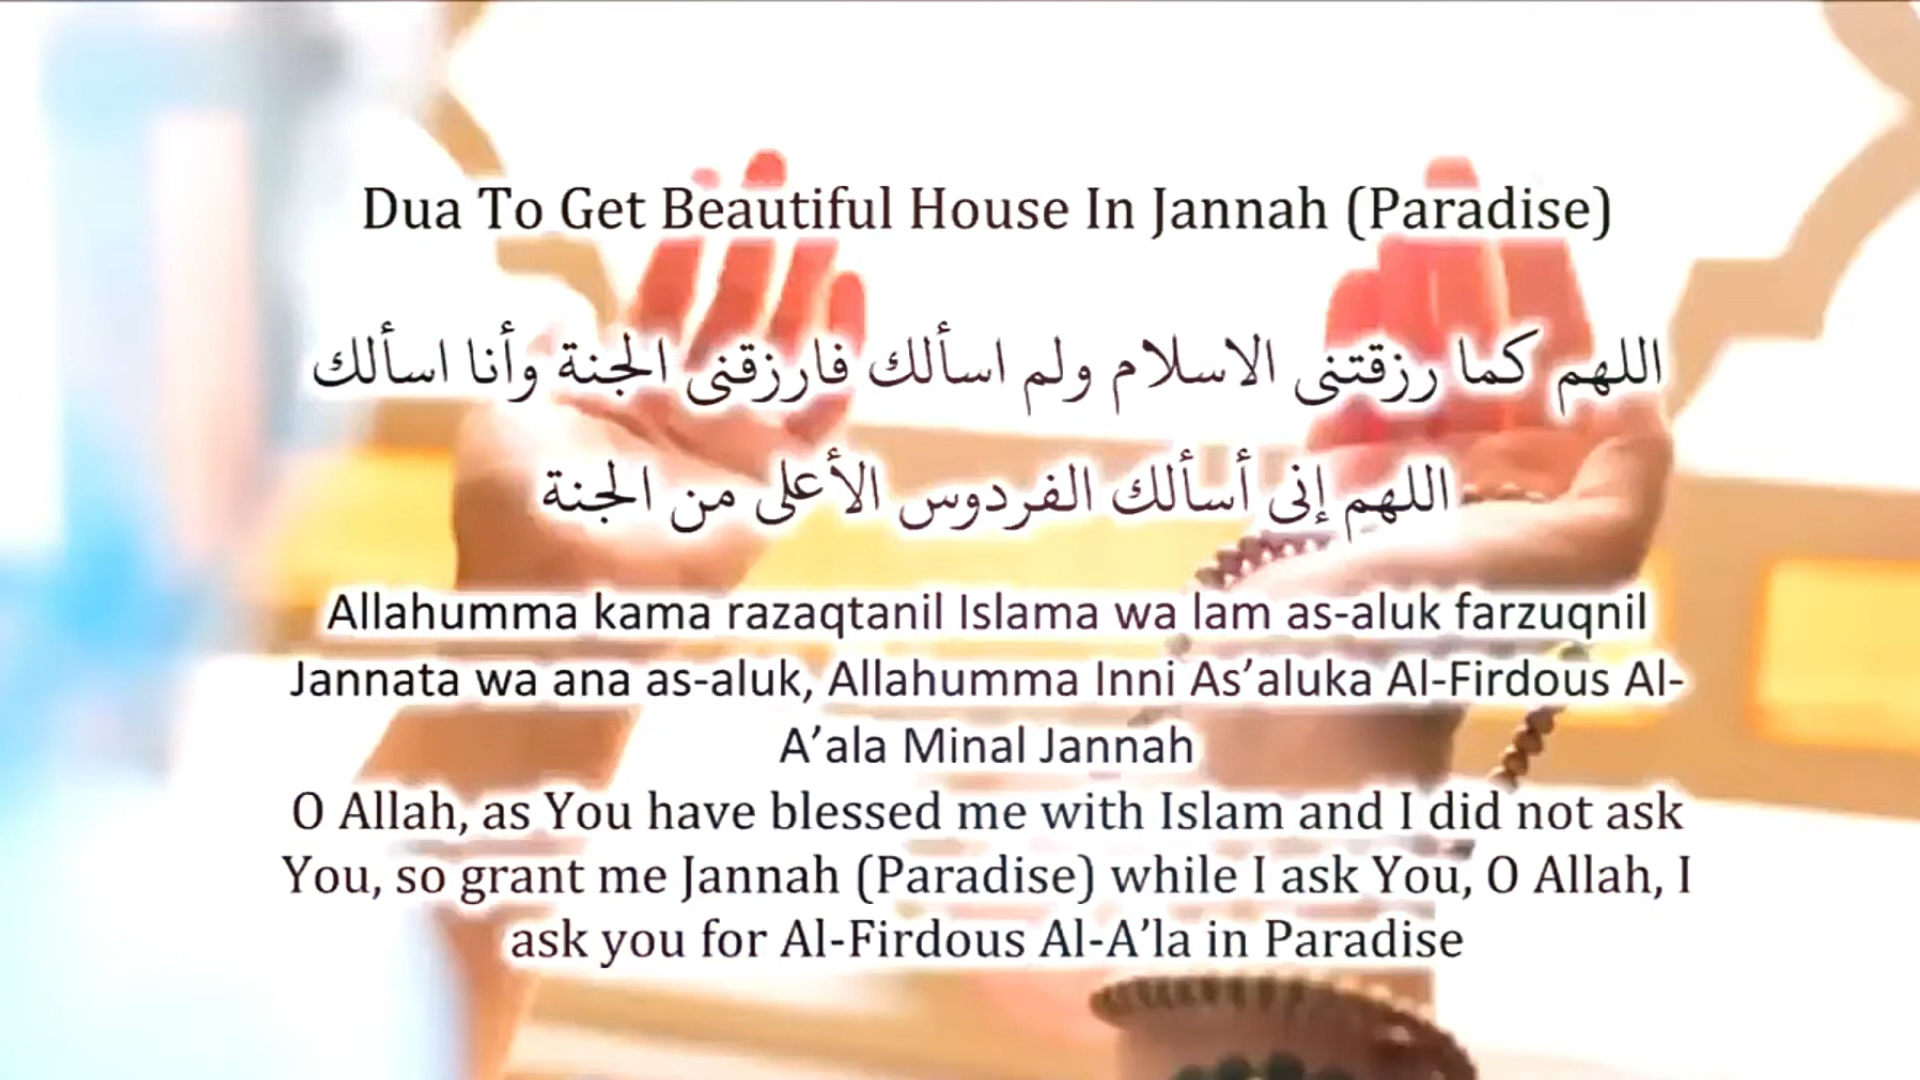 Dua To Get Beautiful House In Jannah (Paradise)
اللهم كما رزقتنى الاسلام ولم اسألك فارزقنى الجنة وأنا اسألك
اللهم إنى أسألك الفردوس الأعلى من الجنة
Allahumma kama razaqtanil Islama wa lam as-aluk farzuqnil
Jannata wa ana as-aluk, Allahumma Inni As’aluka Al-Firdous Al-
A’ala Minal Jannah
O Allah, as You have blessed me with Islam and I did not ask
You, so grant me Jannah (Paradise) while I ask You, O Allah, I
ask you for Al-Firdous Al-A’la in Paradise